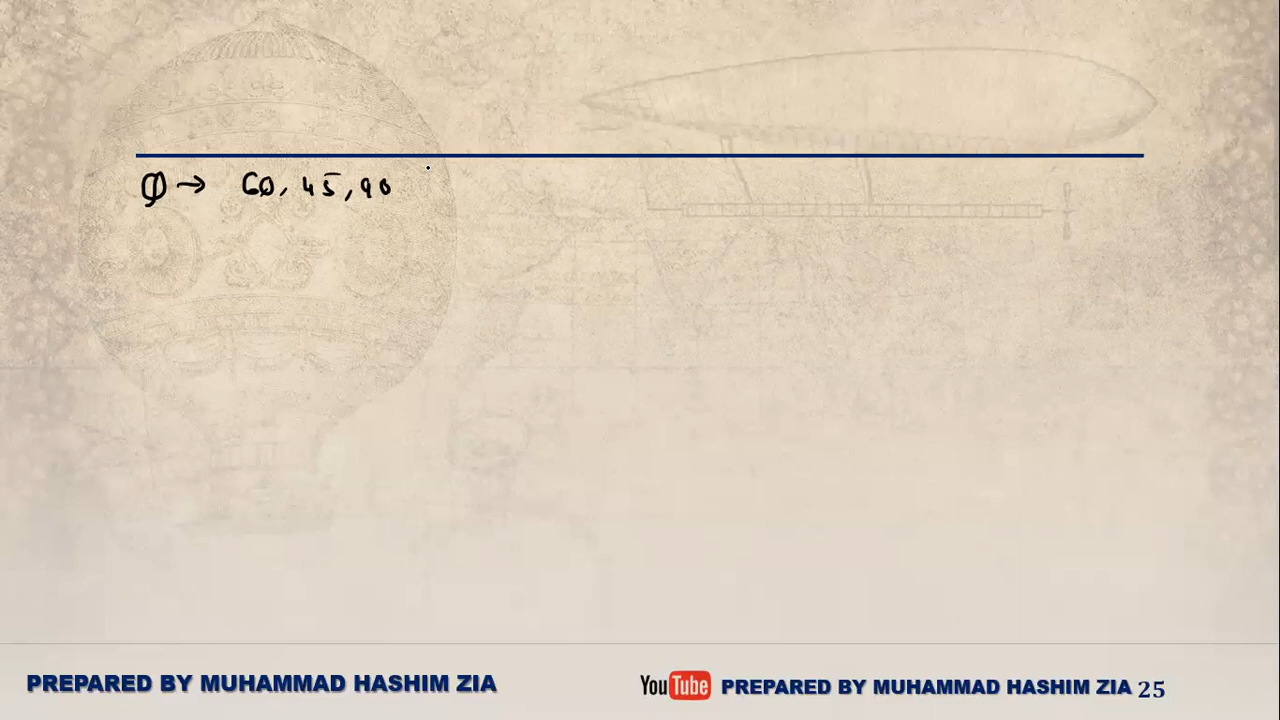 Φ → 60, 45, 90
PREPARED BY MUHAMMAD HASHIM ZIA
YouTube PREPARED BY MUHAMMAD HASHIM ZIA 25